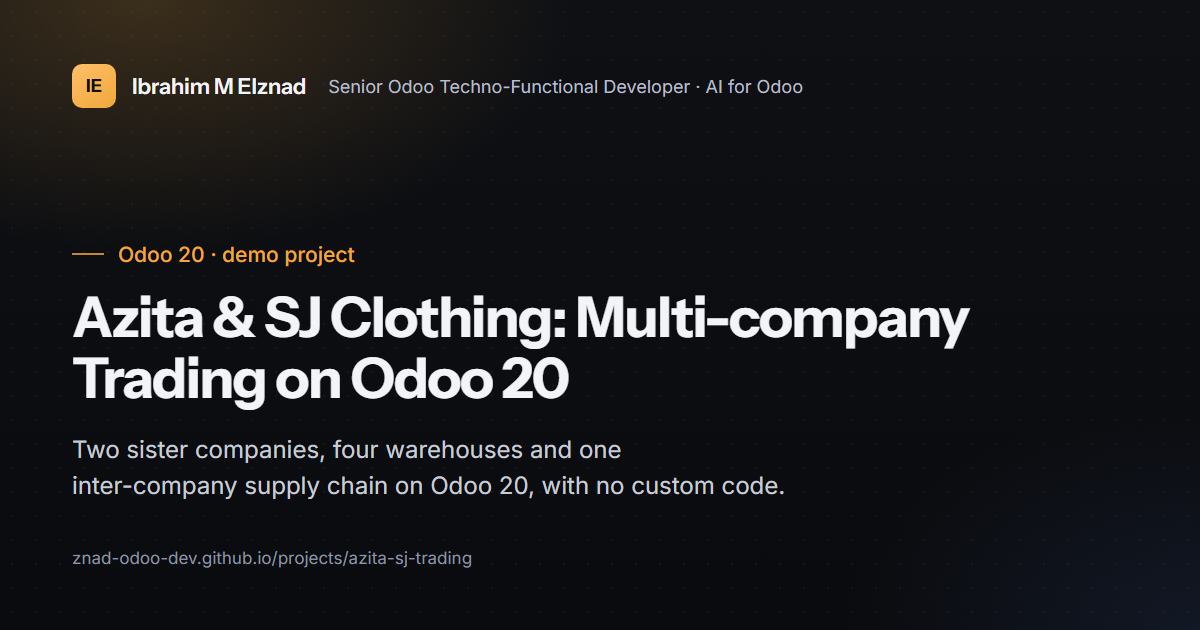 IE
Ibrahim M Elznad
Senior Odoo Techno-Functional Developer · AI for Odoo
Odoo 20 · demo project
Azita & SJ Clothing: Multi-company
Trading on Odoo 20
Two sister companies, four warehouses and one
inter-company supply chain on Odoo 20, with no custom code.
znad-odoo-dev.github.io/projects/azita-sj-trading